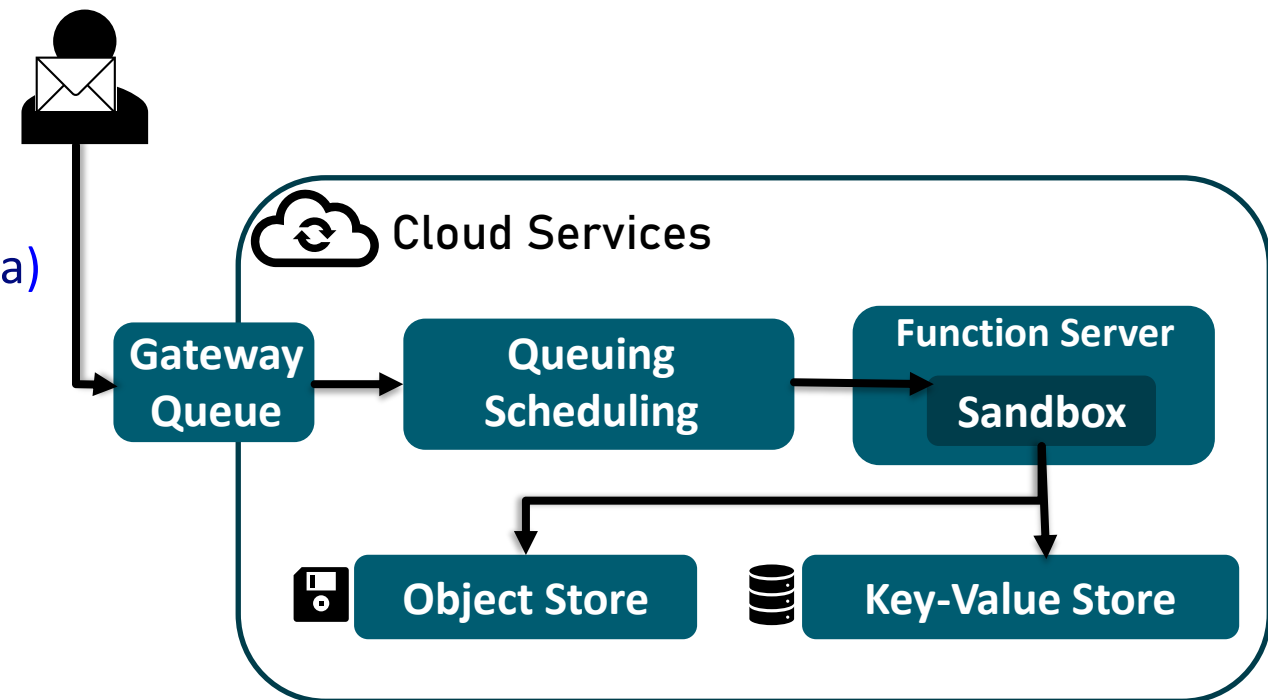 Cloud Services
a)
Gateway
Queue
Queuing
Scheduling
Function Server
Sandbox
Object Store
Key-Value Store